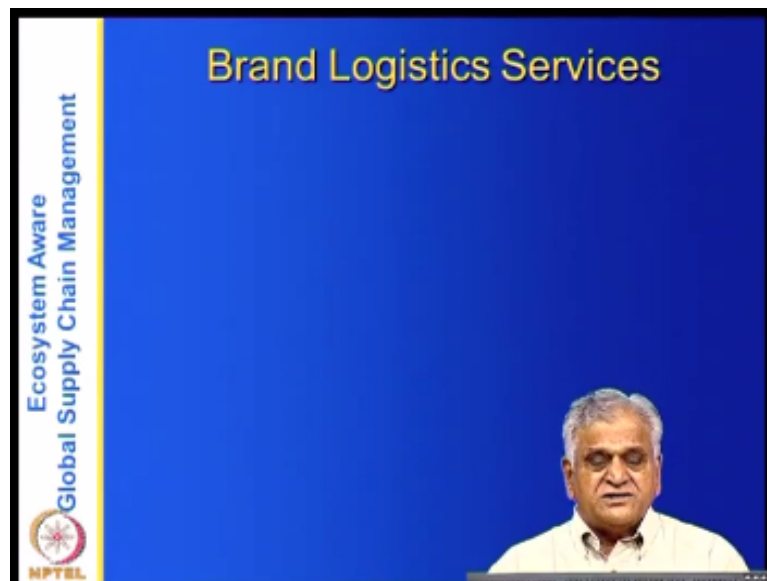 Brand Logistics Services
Ecosystem Aware
Global Supply Chain Management
NPTEL